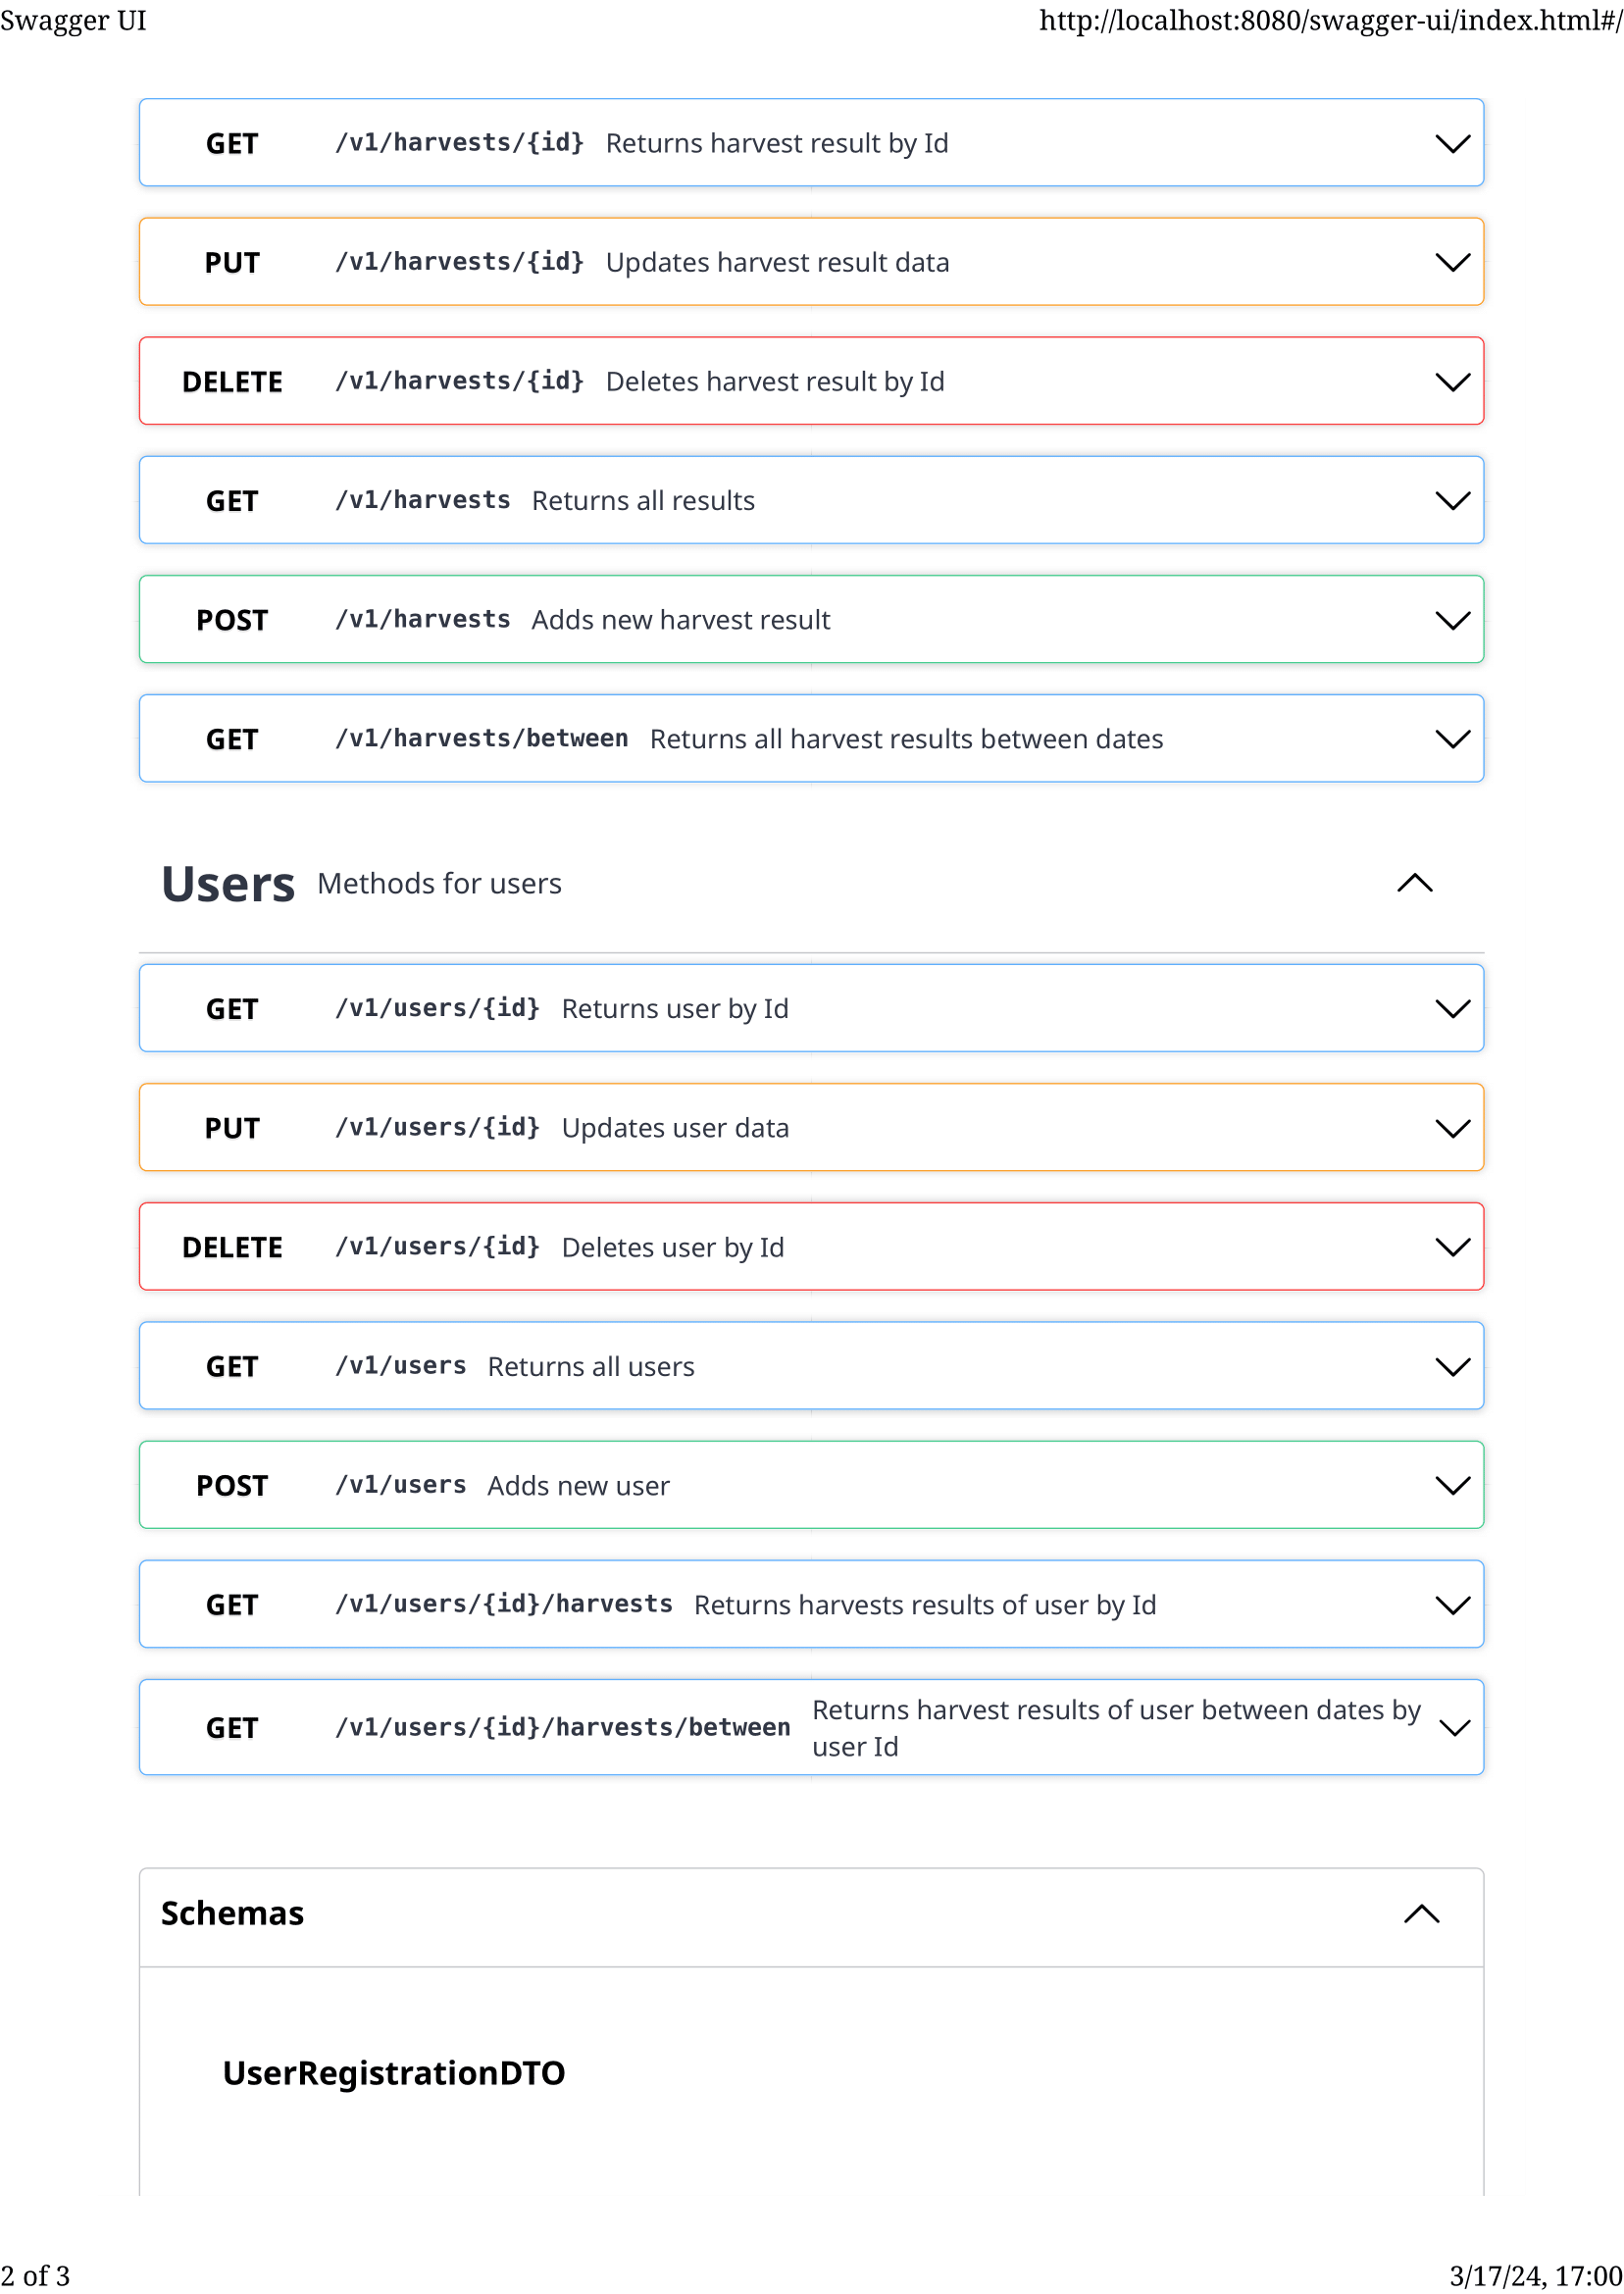 Swagger UI http://localhost:8080/swagger-ui/index.html#/
GET /v1/harvests/{id} Returns harvest result by Id
PUT /v1/harvests/{id} Updates harvest result data
DELETE /v1/harvests/{id} Deletes harvest result by Id
GET /v1/harvests Returns all results
POST /v1/harvests Adds new harvest result
GET /v1/harvests/between Returns all harvest results between dates
Users Methods for users
GET /v1/users/{id} Returns user by Id
PUT /v1/users/{id} Updates user data
DELETE /v1/users/{id} Deletes user by Id
GET /v1/users Returns all users
POST /v1/users Adds new user
GET /v1/users/{id}/harvests Returns harvests results of user by Id
GET /v1/users/{id}/harvests/between Returns harvest results of user between dates by
user Id
Schemas
UserRegistrationDTO
2 of 3 3/17/24, 17:00